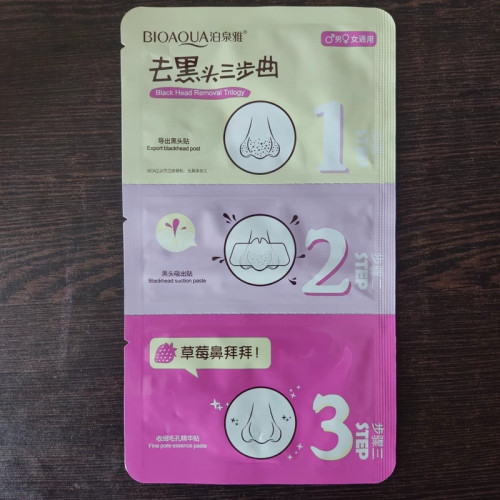 BIOAQUA泊泉雅
♂男♀女适用
去黑头三步曲
Black Head Removal Trilogy
1
STEP
导出黑头贴
Export blackhead post
2
步骤二
STEP
黑头吸出贴
Blackhead suction paste
草莓鼻拜拜!
3
步骤三
STEP
收缩毛孔精华贴
Fine pore essence paste